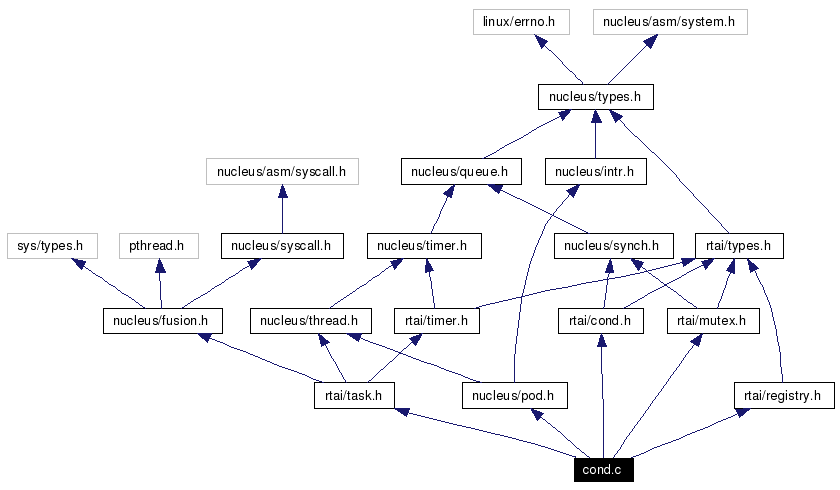 linux/errno.h
nucleus/asm/system.h
nucleus/types.h
nucleus/asm/syscall.h
nucleus/queue.h
nucleus/intr.h
sys/types.h
pthread.h
nucleus/syscall.h
nucleus/timer.h
nucleus/synch.h
rtai/types.h
nucleus/fusion.h
nucleus/thread.h
rtai/timer.h
rtai/cond.h
rtai/mutex.h
rtai/task.h
nucleus/pod.h
rtai/registry.h
cond.c